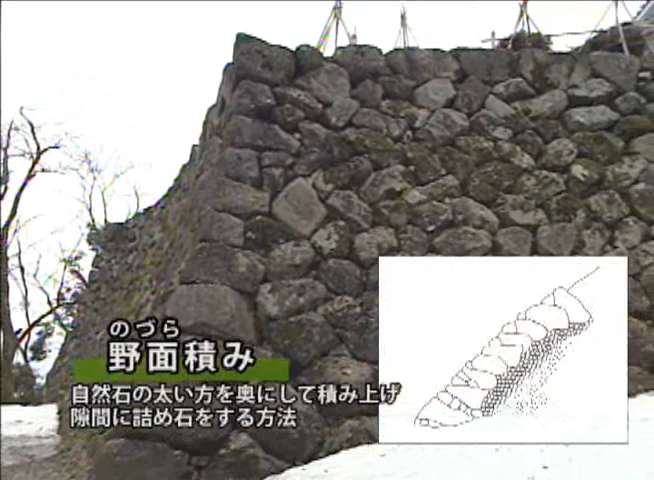 のづら
野面積み
自然石の太い方を奥にして積み上げ
隙間に詰め石をする方法